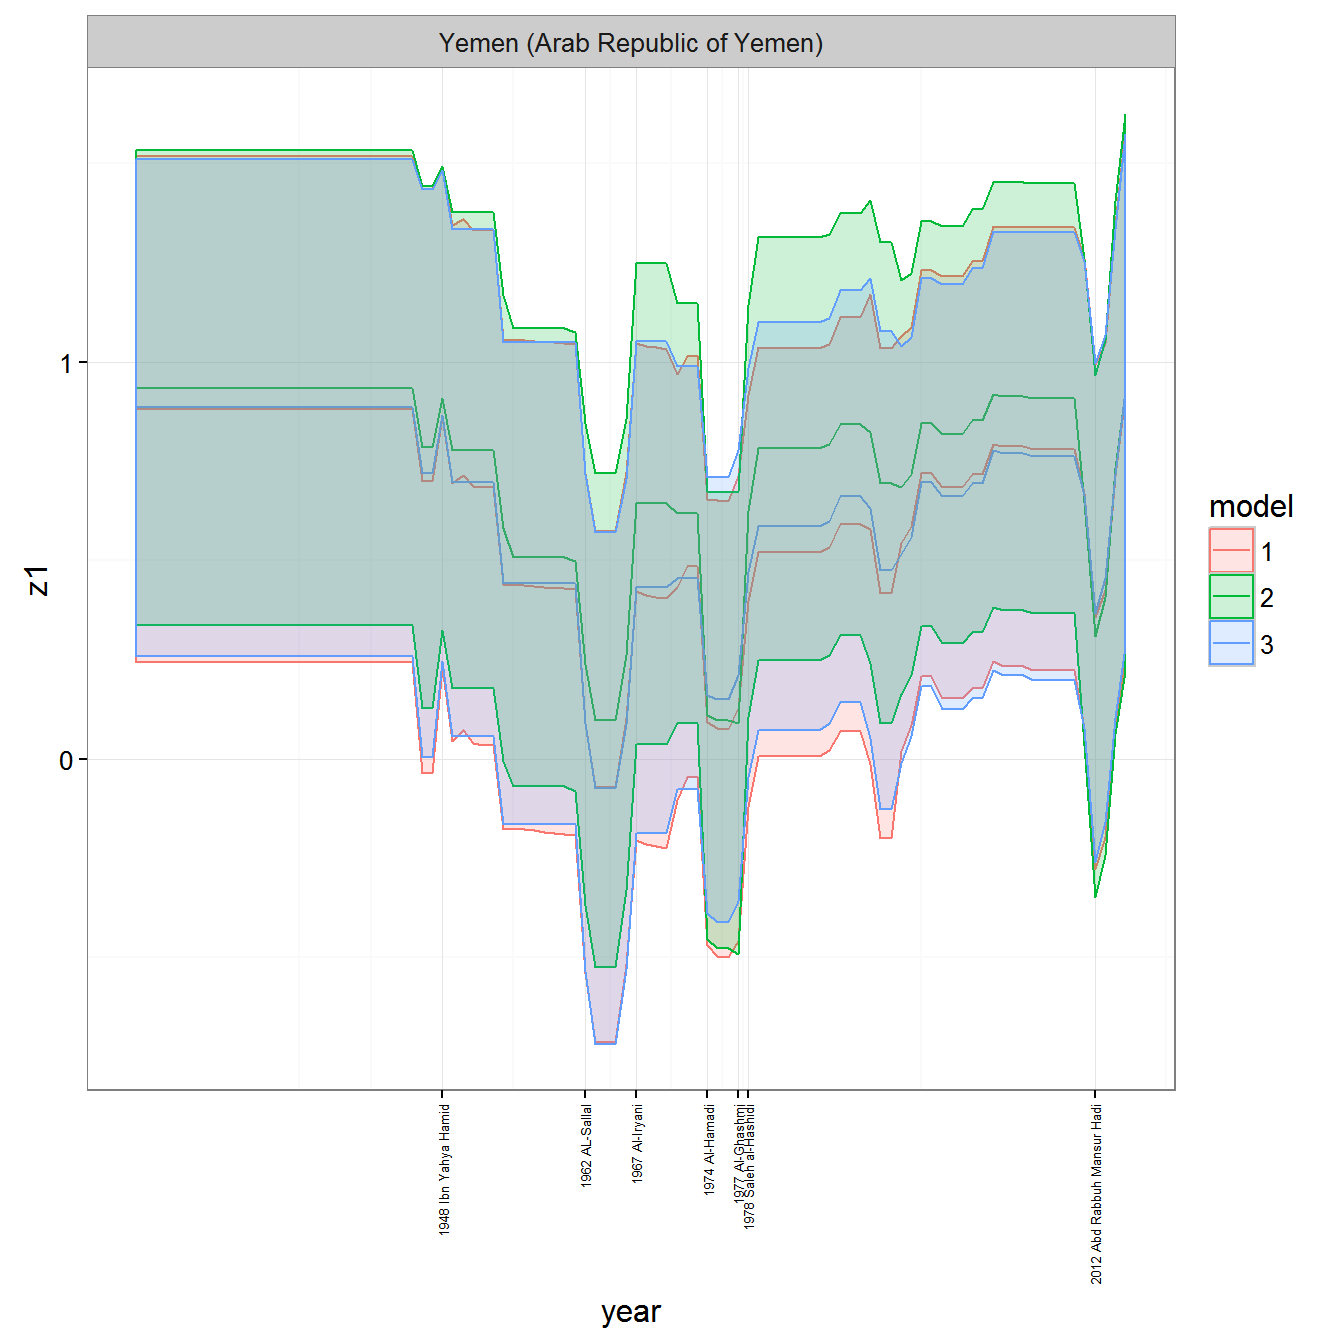 Yemen (Arab Republic of Yemen)
z1
1
0
1948 Ibn Yahya Hamid
1962 AL-Sallal
1967 Al-Iryani
1974 Al-Hamadi
1977 Al-Ghashmi
1978 Saleh al-Hashidi
2012 Abd Rabbuh Mansur Hadi
year
model
1
2
3